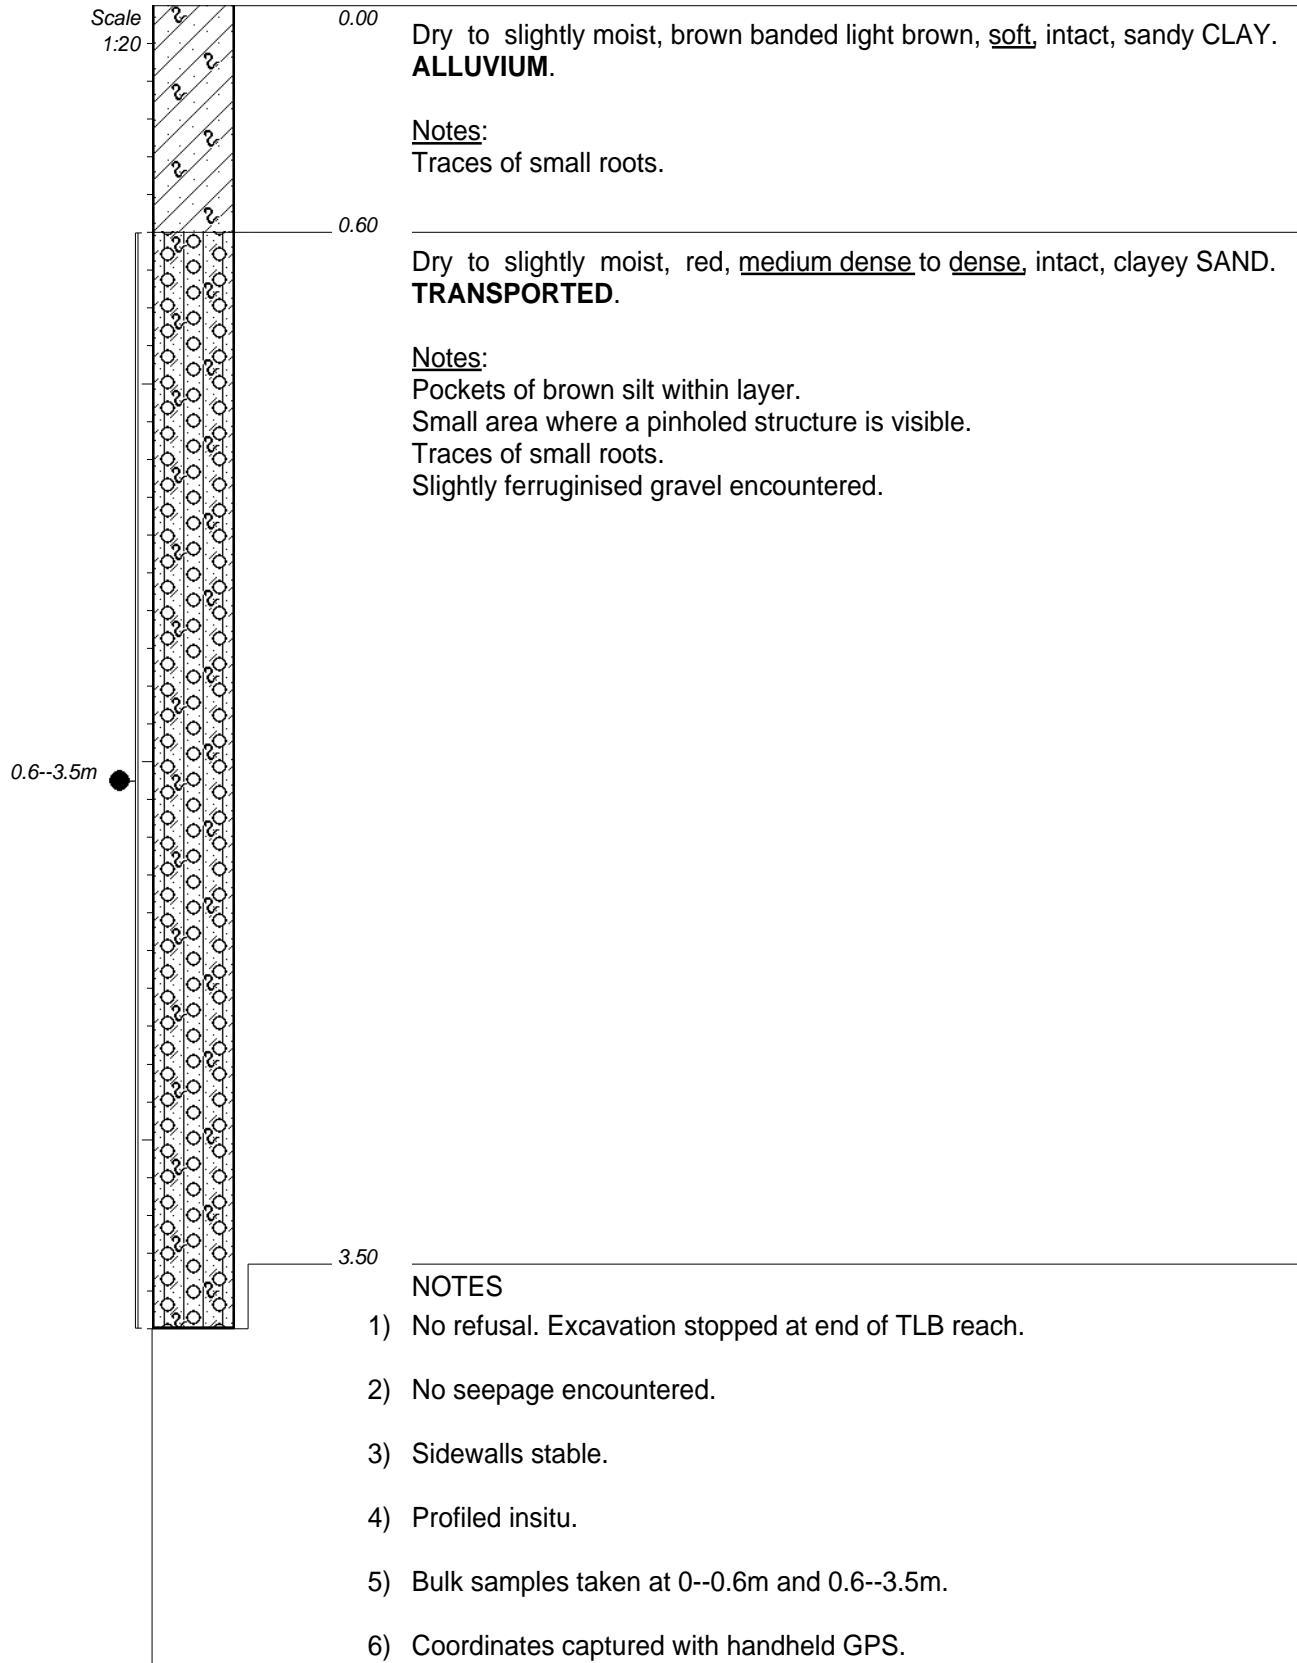 Scale
1:20
0.00
Dry to slightly moist, brown banded light brown, soft, intact, sandy CLAY.
ALLUVIUM.
Notes:
Traces of small roots.
0.60
Dry to slightly moist, red, medium dense to dense, intact, clayey SAND.
TRANSPORTED.
Notes:
Pockets of brown silt within layer.
Small area where a pinholed structure is visible.
Traces of small roots.
Slightly ferruginised gravel encountered.
0.6--3.5m
3.50
NOTES
1) No refusal. Excavation stopped at end of TLB reach.
2) No seepage encountered.
3) Sidewalls stable.
4) Profiled insitu.
5) Bulk samples taken at 0--0.6m and 0.6--3.5m.
6) Coordinates captured with handheld GPS.